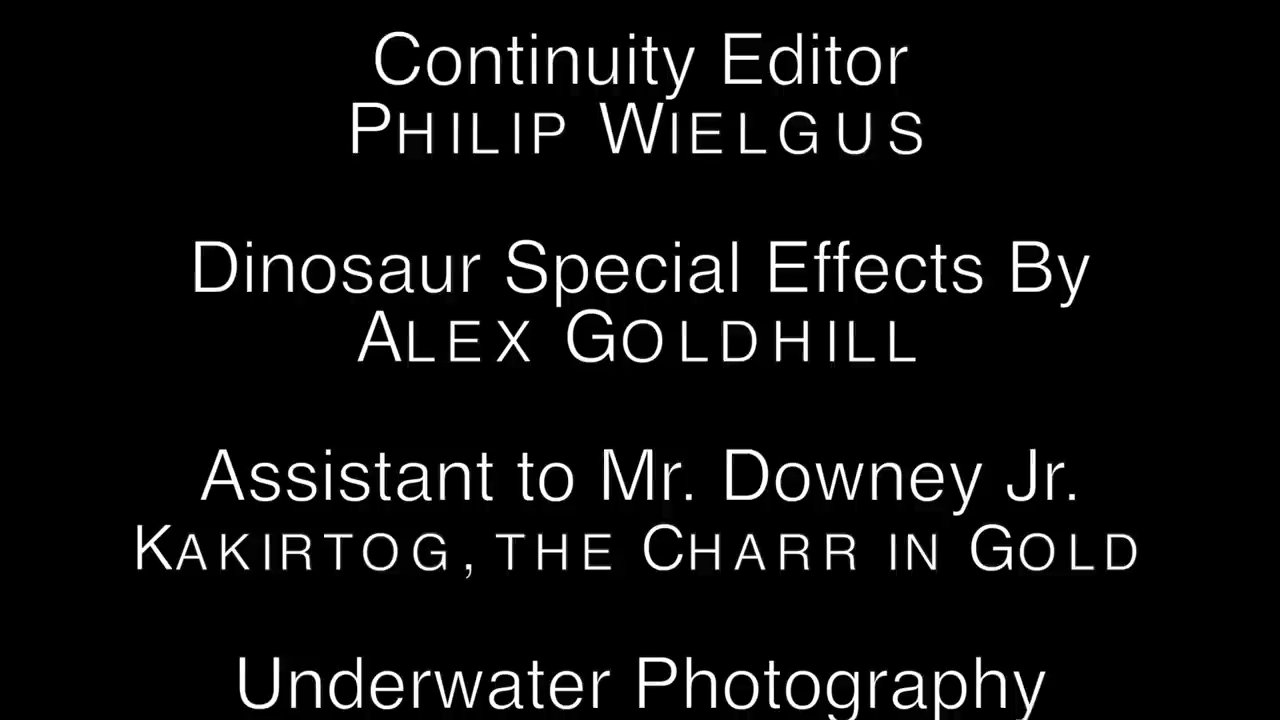 Continuity Editor
PHILIP WIELGUS
Dinosaur Special Effects By
ALEX GOLDHILL
Assistant to Mr. Downey Jr.
KAKIRTOG, THE CHARR IN GOLD
Underwater Photography